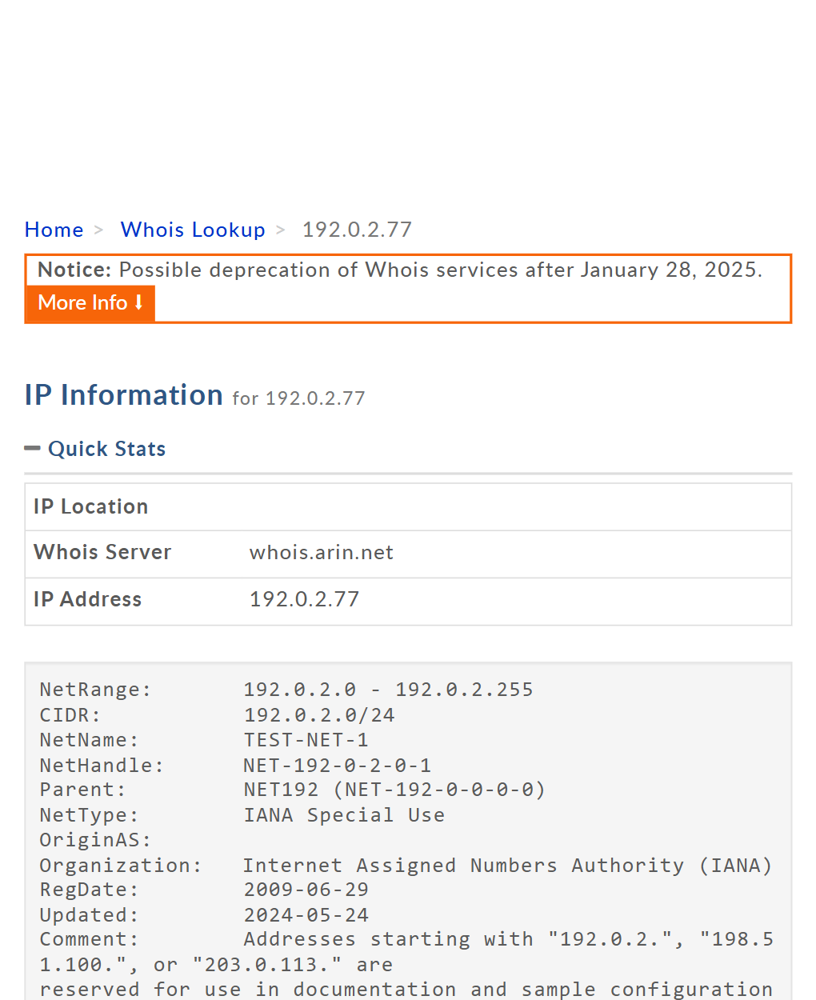 Home > Whois Lookup > 192.0.2.77
Notice: Possible deprecation of Whois services after January 28, 2025.
More Info ⬇
IP Information for 192.0.2.77
Quick Stats
IP Location
Whois Server whois.arin.net
IP Address 192.0.2.77
NetRange: 192.0.2.0 - 192.0.2.255
CIDR: 192.0.2.0/24
NetName: TEST-NET-1
NetHandle: NET-192-0-2-0-1
Parent: NET192 (NET-192-0-0-0-0)
NetType: IANA Special Use
OriginAS:
Organization: Internet Assigned Numbers Authority (IANA)
RegDate: 2009-06-29
Updated: 2024-05-24
Comment: Addresses starting with "192.0.2.", "198.5
1.100.", or "203.0.113." are
reserved for use in documentation and sample configuration